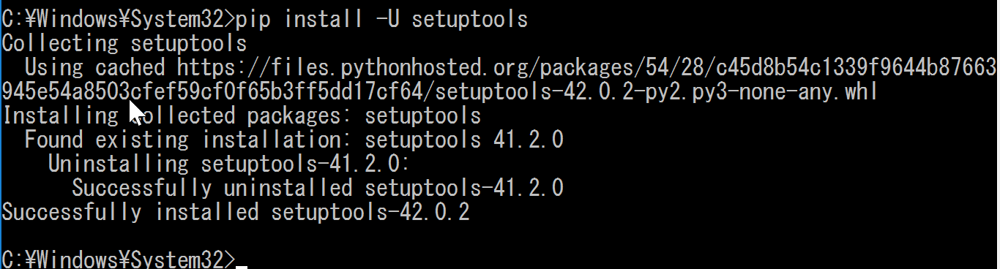 C:¥Windows¥System32>pip install -U setuptools
Collecting setuptools
  Using cached https://files.pythonhosted.org/packages/54/28/c45d8b54c1339f9644b87663
945e54a8503cfef59cf0f65b3ff5dd17cf64/setuptools-42.0.2-py2.py3-none-any.whl
Installing collected packages: setuptools
  Found existing installation: setuptools 41.2.0
    Uninstalling setuptools-41.2.0:
      Successfully uninstalled setuptools-41.2.0
Successfully installed setuptools-42.0.2
C:¥Windows¥System32>